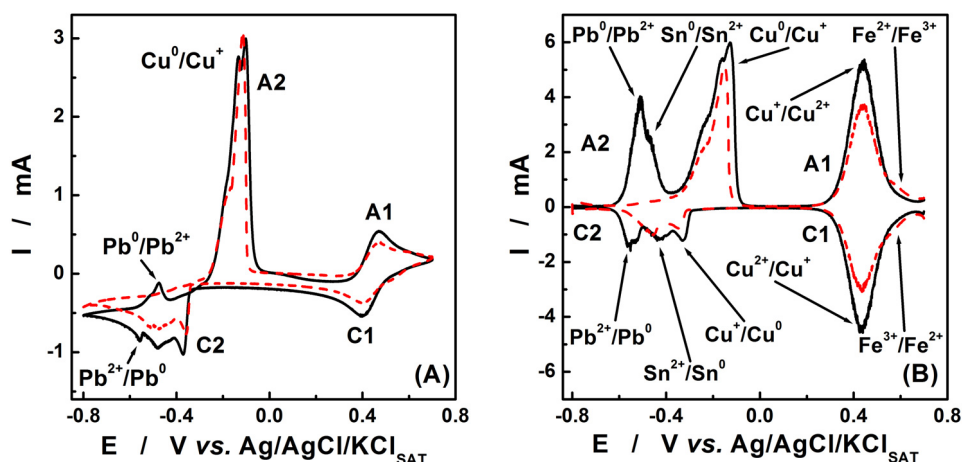 3
2
1
0
-1
-0.8
-0.4
0.0
0.4
0.8
I / mA
E / V vs. Ag/AgCl/KCl_SAT
Cu⁰/Cu⁺
A2
Pb⁰/Pb²⁺
A1
C2
C1
Pb²⁺/Pb⁰
(A)
6
4
2
0
-2
-4
-6
-0.8
-0.4
0.0
0.4
0.8
I / mA
E / V vs. Ag/AgCl/KCl_SAT
Pb⁰/Pb²⁺
Sn⁰/Sn²⁺
Cu⁰/Cu⁺
Fe²⁺/Fe³⁺
Cu⁺/Cu²⁺
A2
A1
C2
C1
Cu²⁺/Cu⁺
Pb²⁺/Pb⁰
Cu⁺/Cu⁰
Fe³⁺/Fe²⁺
Sn²⁺/Sn⁰
(B)